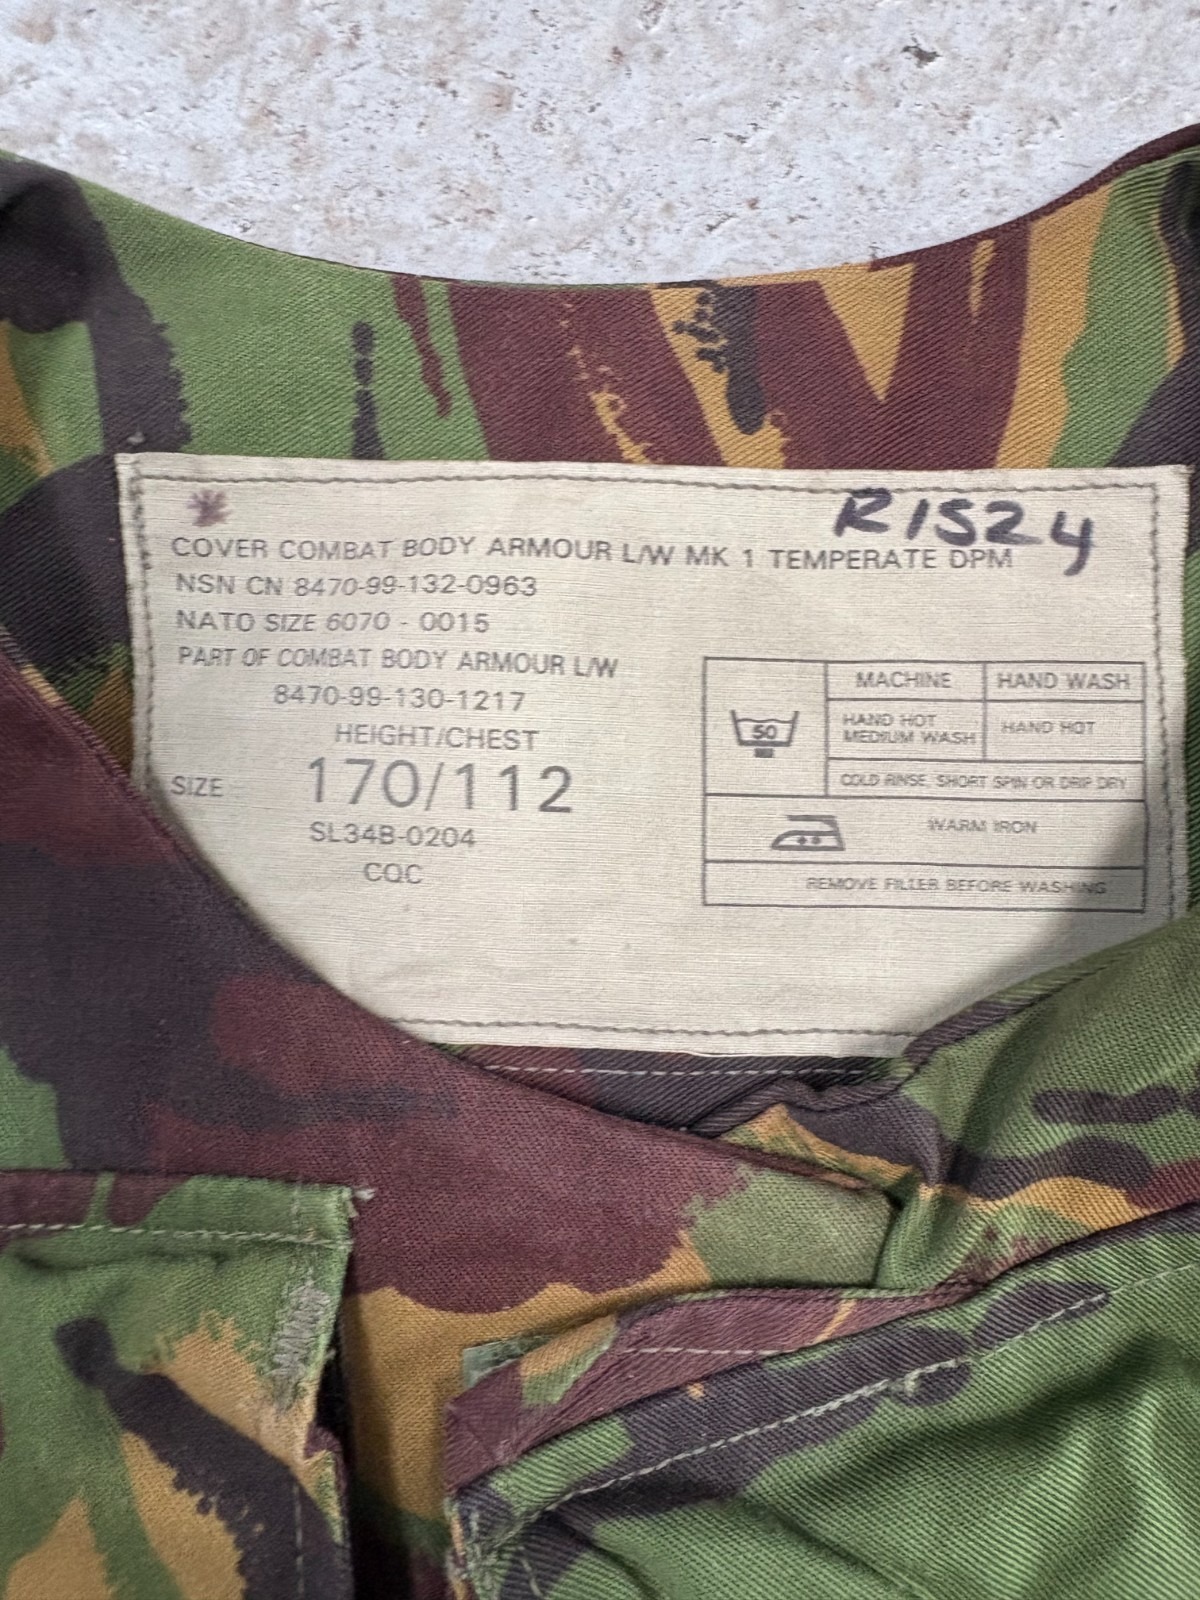 R1524
COVER COMBAT BODY ARMOUR L/W MK 1 TEMPERATE DPM
NSN CN 8470-99-132-0963
NATO SIZE 6070 - 0015
PART OF COMBAT BODY ARMOUR L/W
8470-99-130-1217
HEIGHT/CHEST
SIZE 170/112
SL34B-0204
CQC
50
MACHINE HAND WASH
HAND HOT
MEDIUM WASH
HAND HOT
COLD RINSE, SHORT SPIN OR DRIP DRY
WARM IRON
REMOVE FILLER BEFORE WASHING